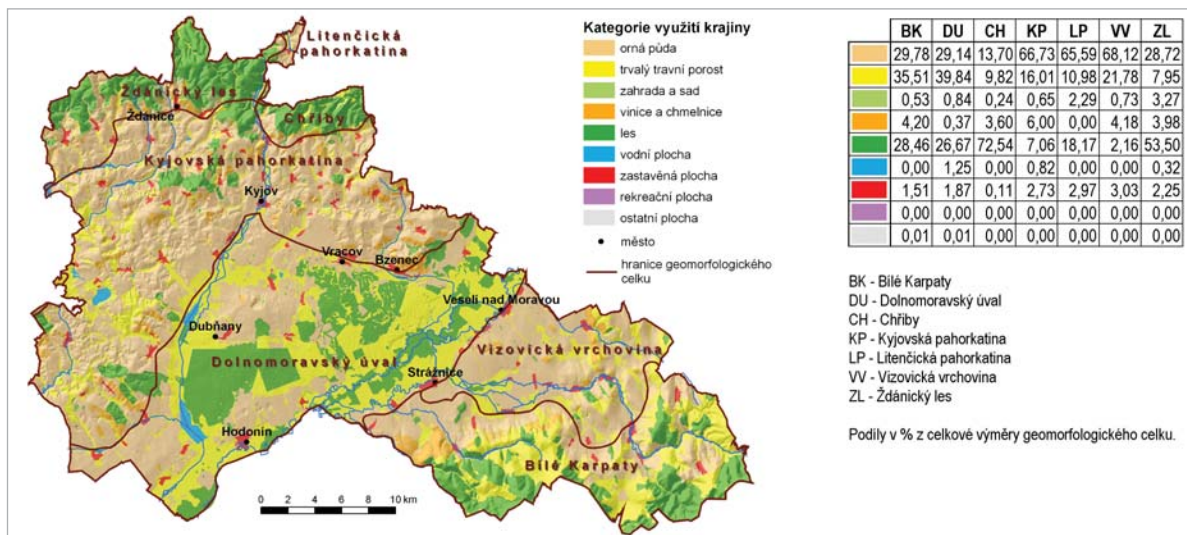 Litenčická
pahorkatina
Ždánický les
Ždánice
Chřiby
Kyjovská pahorkatina
Kyjov
Vracov
Bzenec
Veselí nad Moravou
Dubňany
Dolnomoravský úval
Vizovická vrchovina
Strážnice
Hodonín
Bílé Karpaty
0 2 4 6 8 10 km
Kategorie využití krajiny
orná půda
trvalý travní porost
zahrada a sad
vinice a chmelnice
les
vodní plocha
zastavěná plocha
rekreační plocha
ostatní plocha
město
hranice geomorfologického
celku
BK DU CH KP LP VV ZL
29,78 29,14 13,70 66,73 65,59 68,12 28,72
35,51 39,84 9,82 16,01 10,98 21,78 7,95
0,53 0,84 0,24 0,65 2,29 0,73 3,27
4,20 0,37 3,60 6,00 0,00 4,18 3,98
28,46 26,67 72,54 7,06 18,17 2,16 53,50
0,00 1,25 0,00 0,82 0,00 0,00 0,32
1,51 1,87 0,11 2,73 2,97 3,03 2,25
0,00 0,00 0,00 0,00 0,00 0,00 0,00
0,01 0,01 0,00 0,00 0,00 0,00 0,00
BK - Bílé Karpaty
DU - Dolnomoravský úval
CH - Chřiby
KP - Kyjovská pahorkatina
LP - Litenčická pahorkatina
VV - Vizovická vrchovina
ZL - Ždánický les
Podíly v % z celkové výměry geomorfologického celku.